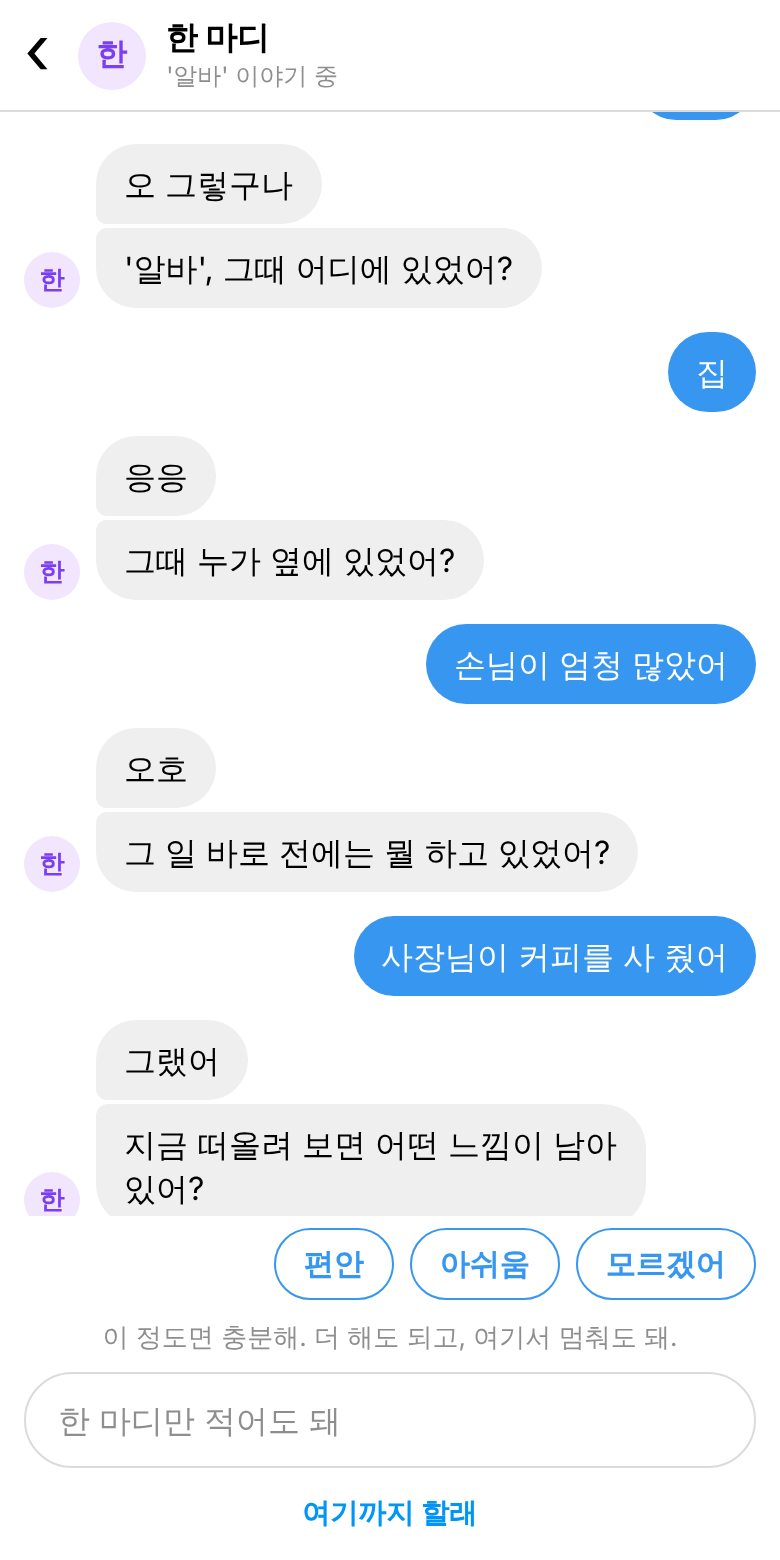 한
한 마디
'알바' 이야기 중
오 그렇구나
'알바', 그때 어디에 있었어?
한
집
응응
그때 누가 옆에 있었어?
한
손님이 엄청 많았어
오호
그 일 바로 전에는 뭘 하고 있었어?
한
사장님이 커피를 사 줬어
그랬어
지금 떠올려 보면 어떤 느낌이 남아
있어?
한
편안
아쉬움
모르겠어
이 정도면 충분해. 더 해도 되고, 여기서 멈춰도 돼.
한 마디만 적어도 돼
여기까지 할래